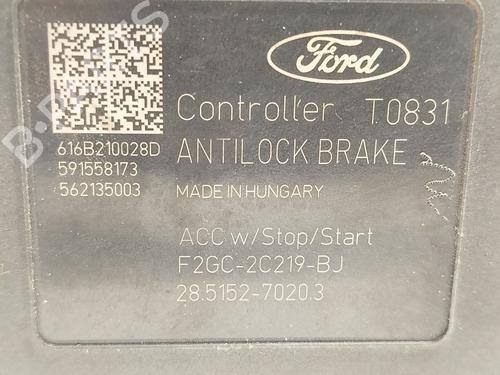 Ford
Controller T0831
616B210028D
ANTILOCK BRAKE
591558173
562135003
MADE IN HUNGARY
ACC w/Stop/Start
F2GC-2C219-BJ
28.5152-7020.3